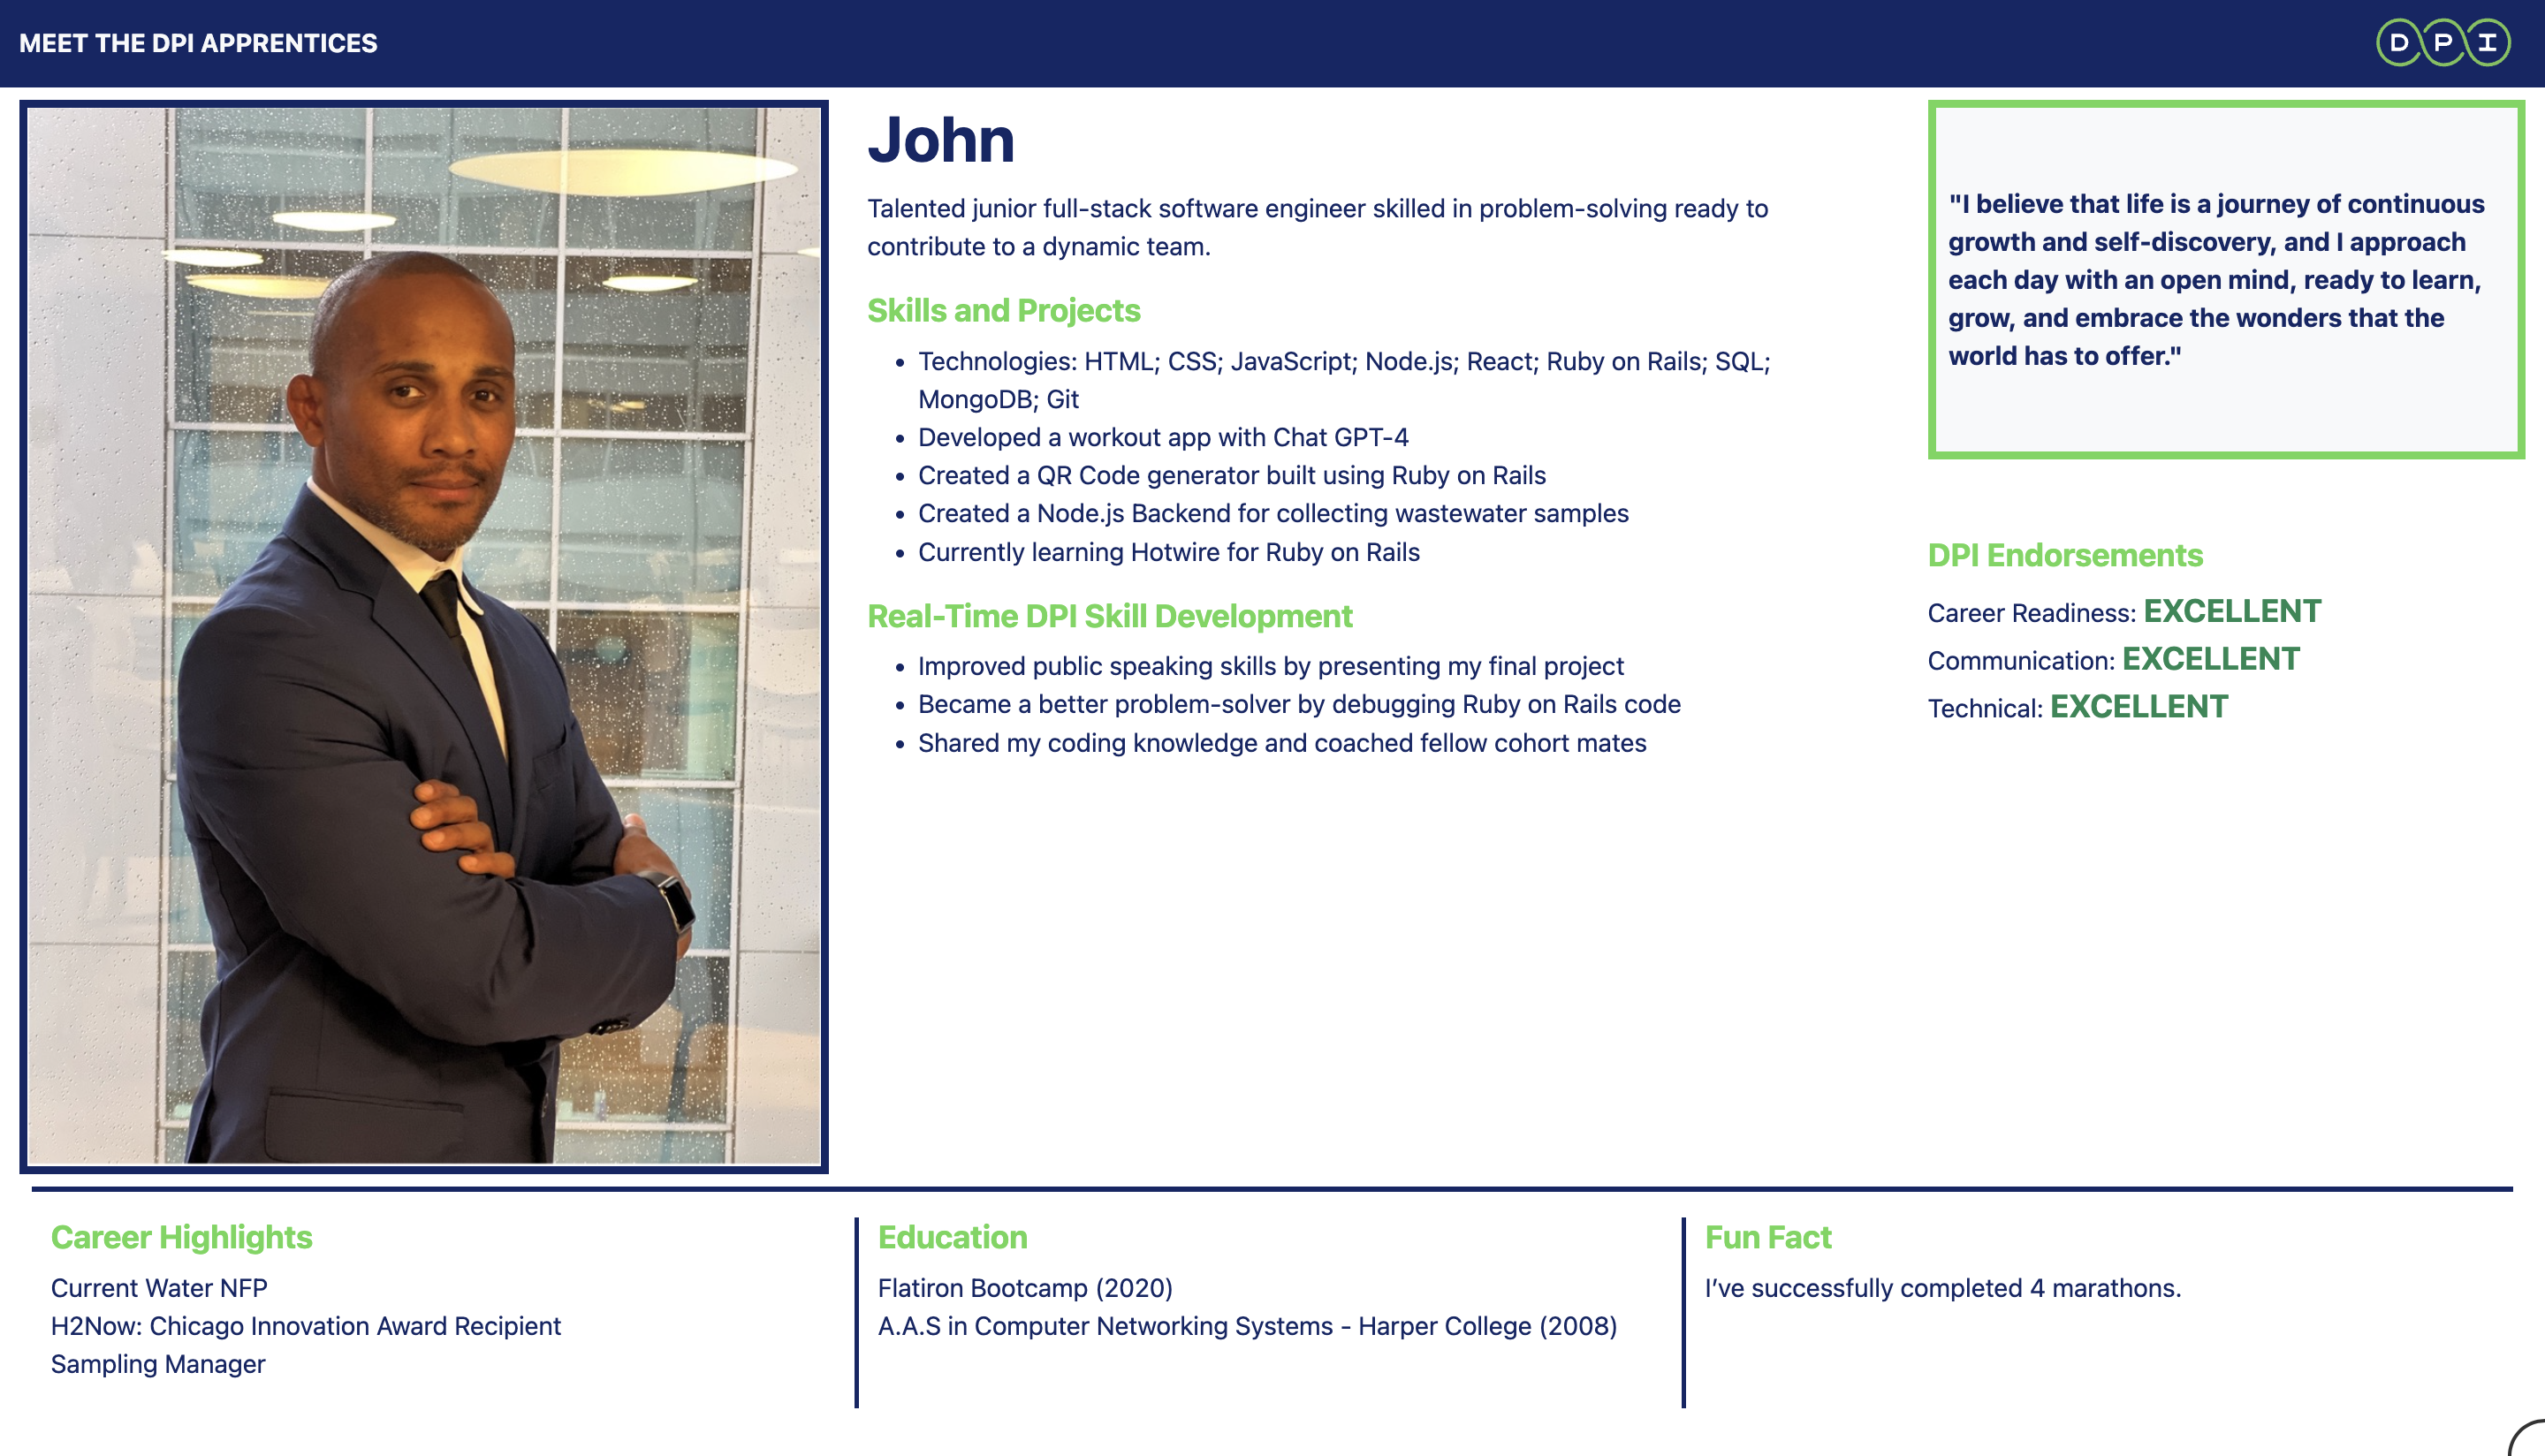 MEET THE DPI APPRENTICES
DPI
John
Talented junior full-stack software engineer skilled in problem-solving ready to
contribute to a dynamic team.
Skills and Projects
• Technologies: HTML; CSS; JavaScript; Node.js; React; Ruby on Rails; SQL;
MongoDB; Git
• Developed a workout app with Chat GPT-4
• Created a QR Code generator built using Ruby on Rails
• Created a Node.js Backend for collecting wastewater samples
• Currently learning Hotwire for Ruby on Rails
Real-Time DPI Skill Development
• Improved public speaking skills by presenting my final project
• Became a better problem-solver by debugging Ruby on Rails code
• Shared my coding knowledge and coached fellow cohort mates
"I believe that life is a journey of continuous
growth and self-discovery, and I approach
each day with an open mind, ready to learn,
grow, and embrace the wonders that the
world has to offer."
DPI Endorsements
Career Readiness: EXCELLENT
Communication: EXCELLENT
Technical: EXCELLENT
Career Highlights
Current Water NFP
H2Now: Chicago Innovation Award Recipient
Sampling Manager
Education
Flatiron Bootcamp (2020)
A.A.S in Computer Networking Systems - Harper College (2008)
Fun Fact
I’ve successfully completed 4 marathons.